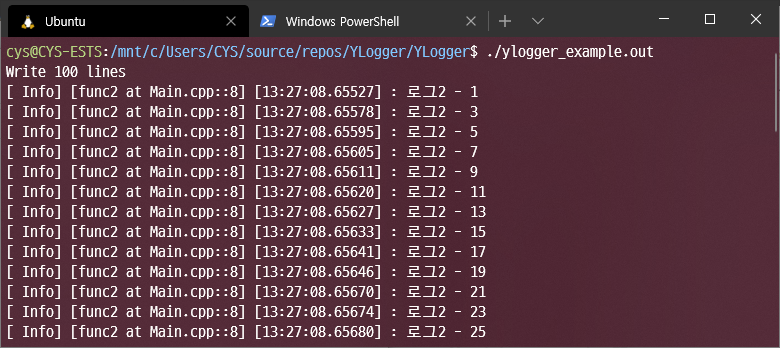 Ubuntu
Windows PowerShell
cys@CYS-ESTS:/mnt/c/Users/CYS/source/repos/YLogger/YLogger$ ./ylogger_example.out
Write 100 lines
[ Info] [func2 at Main.cpp::8] [13:27:08.65527] : 로그2 - 1
[ Info] [func2 at Main.cpp::8] [13:27:08.65578] : 로그2 - 3
[ Info] [func2 at Main.cpp::8] [13:27:08.65595] : 로그2 - 5
[ Info] [func2 at Main.cpp::8] [13:27:08.65605] : 로그2 - 7
[ Info] [func2 at Main.cpp::8] [13:27:08.65611] : 로그2 - 9
[ Info] [func2 at Main.cpp::8] [13:27:08.65620] : 로그2 - 11
[ Info] [func2 at Main.cpp::8] [13:27:08.65627] : 로그2 - 13
[ Info] [func2 at Main.cpp::8] [13:27:08.65633] : 로그2 - 15
[ Info] [func2 at Main.cpp::8] [13:27:08.65641] : 로그2 - 17
[ Info] [func2 at Main.cpp::8] [13:27:08.65646] : 로그2 - 19
[ Info] [func2 at Main.cpp::8] [13:27:08.65670] : 로그2 - 21
[ Info] [func2 at Main.cpp::8] [13:27:08.65674] : 로그2 - 23
[ Info] [func2 at Main.cpp::8] [13:27:08.65680] : 로그2 - 25